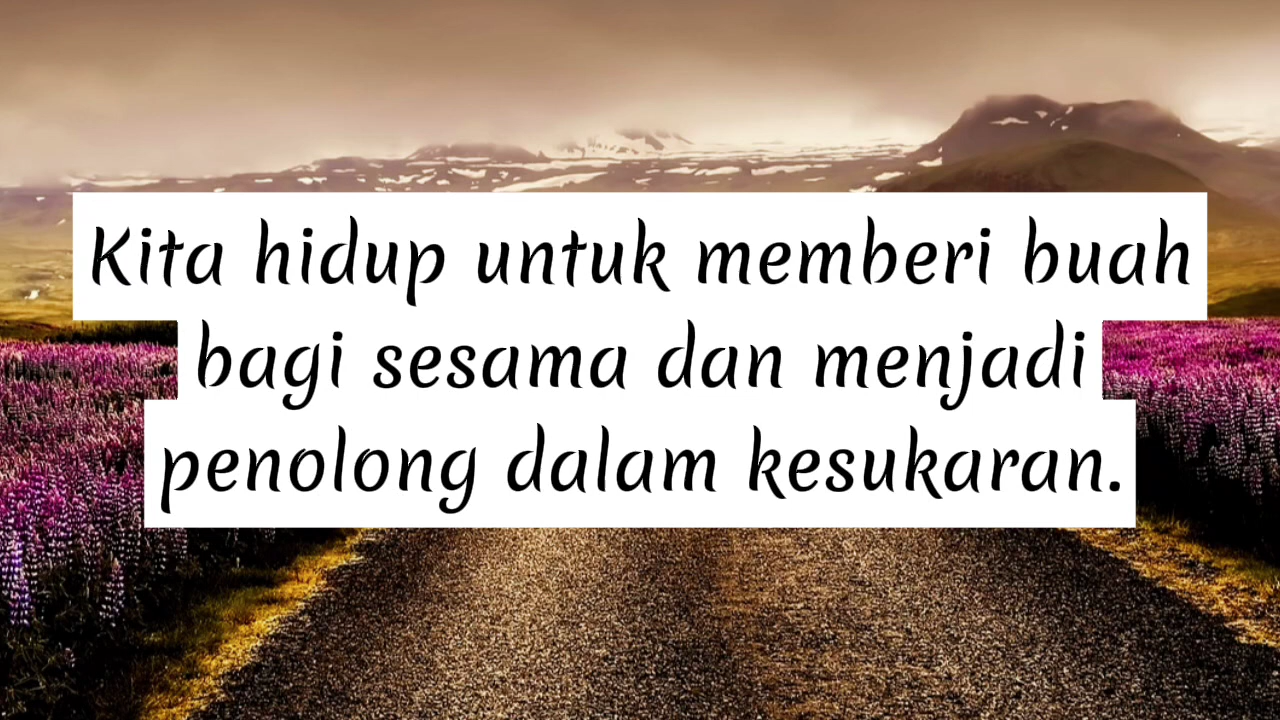 Kita hidup untuk memberi buah
bagi sesama dan menjadi
penolong dalam kesukaran.